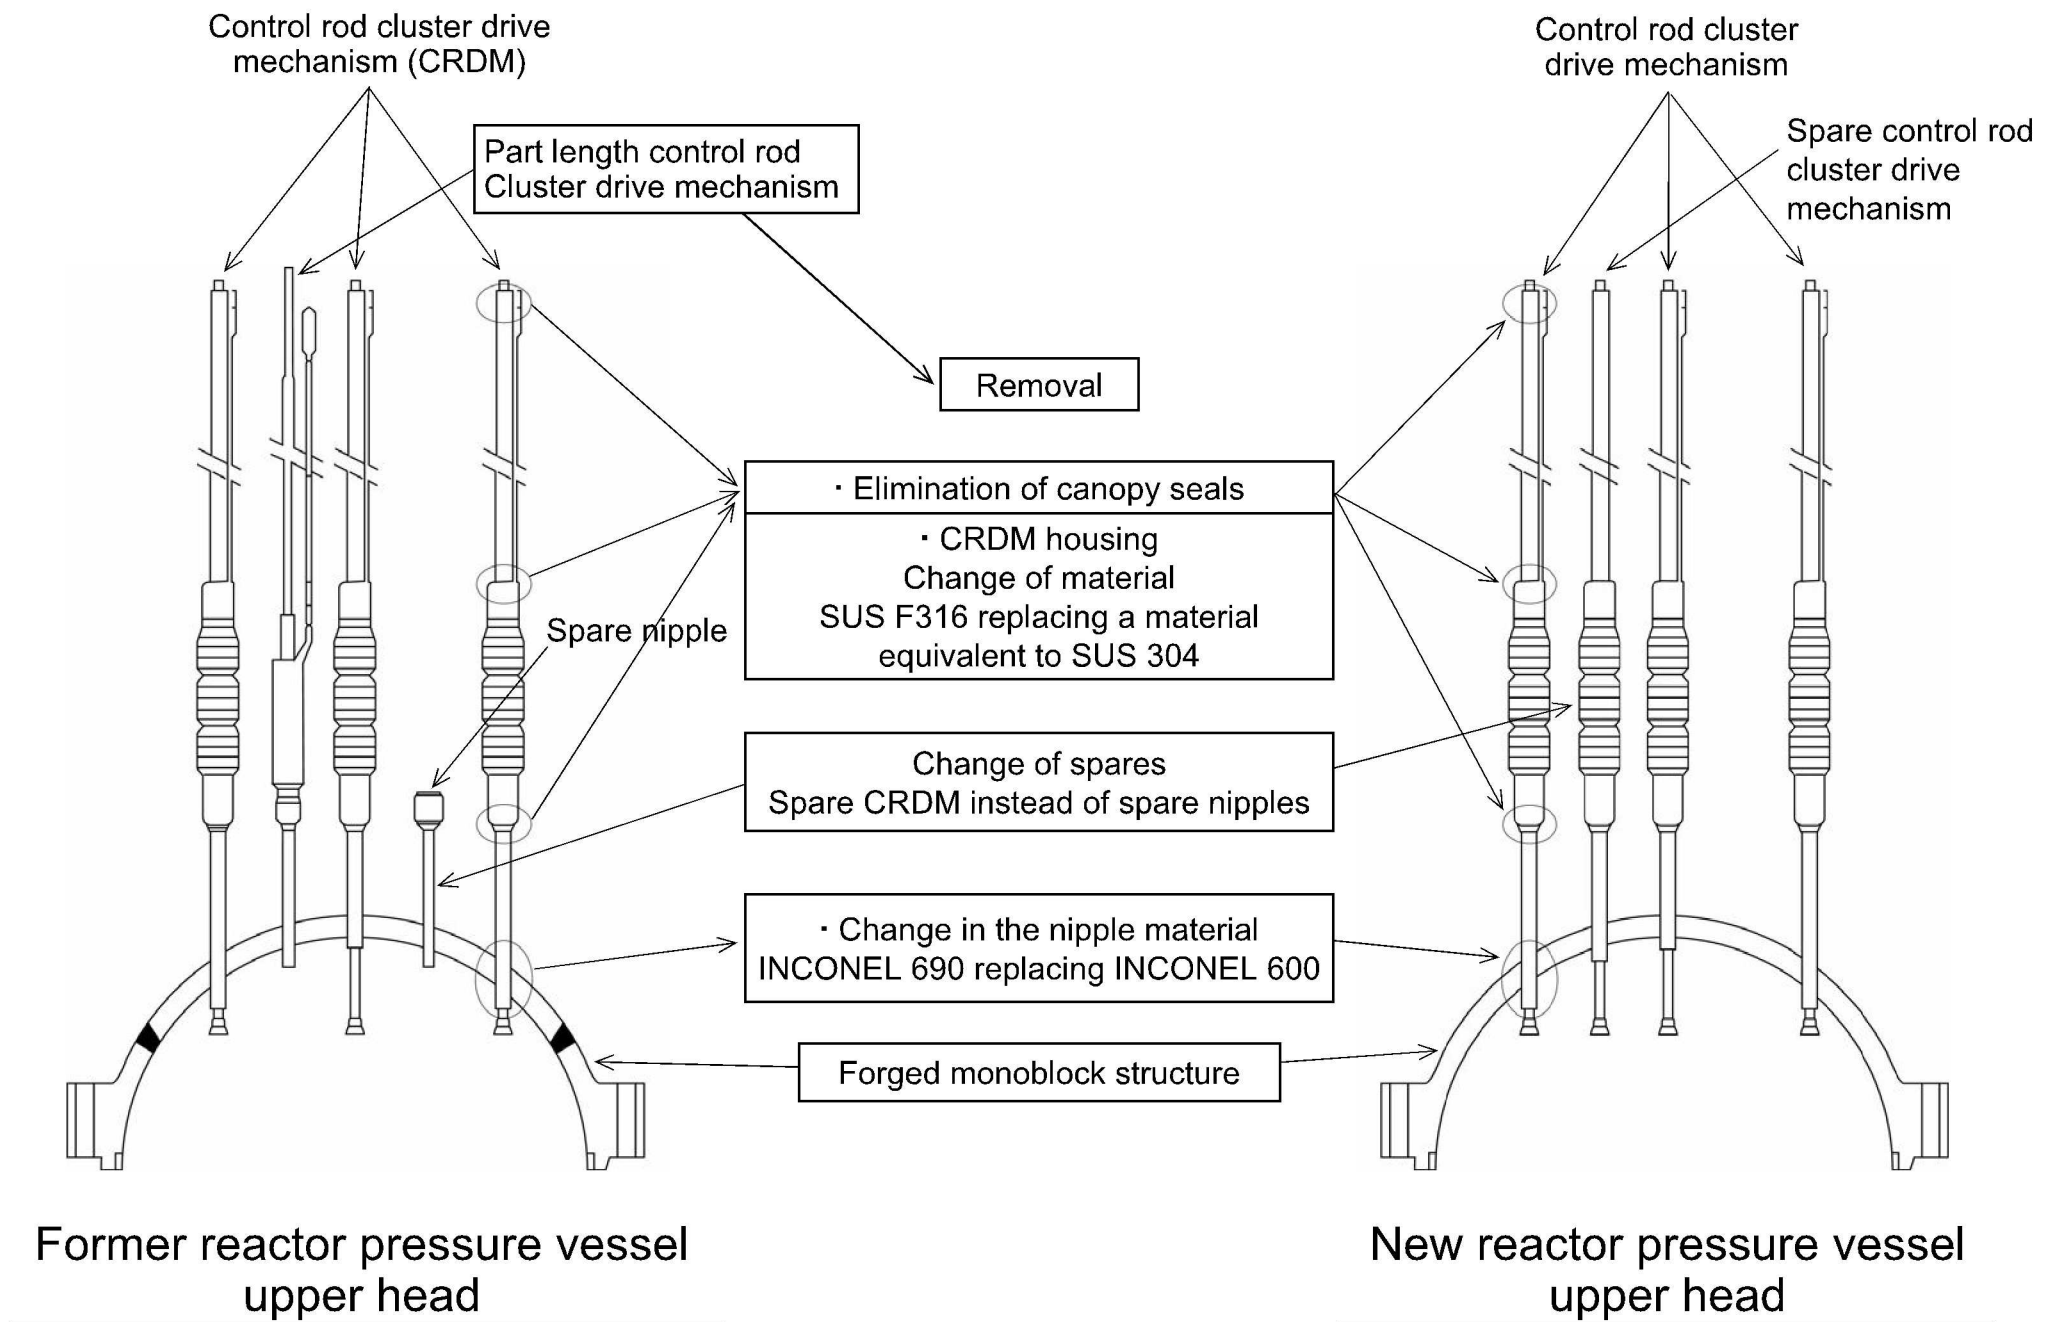 Control rod cluster drive
mechanism (CRDM)
Part length control rod
Cluster drive mechanism
Removal
Control rod cluster
drive mechanism
Spare control rod
cluster drive
mechanism
· Elimination of canopy seals
· CRDM housing
Change of material
SUS F316 replacing a material
equivalent to SUS 304
Spare nipple
Change of spares
Spare CRDM instead of spare nipples
· Change in the nipple material
INCONEL 690 replacing INCONEL 600
Forged monoblock structure
Former reactor pressure vessel
upper head
New reactor pressure vessel
upper head